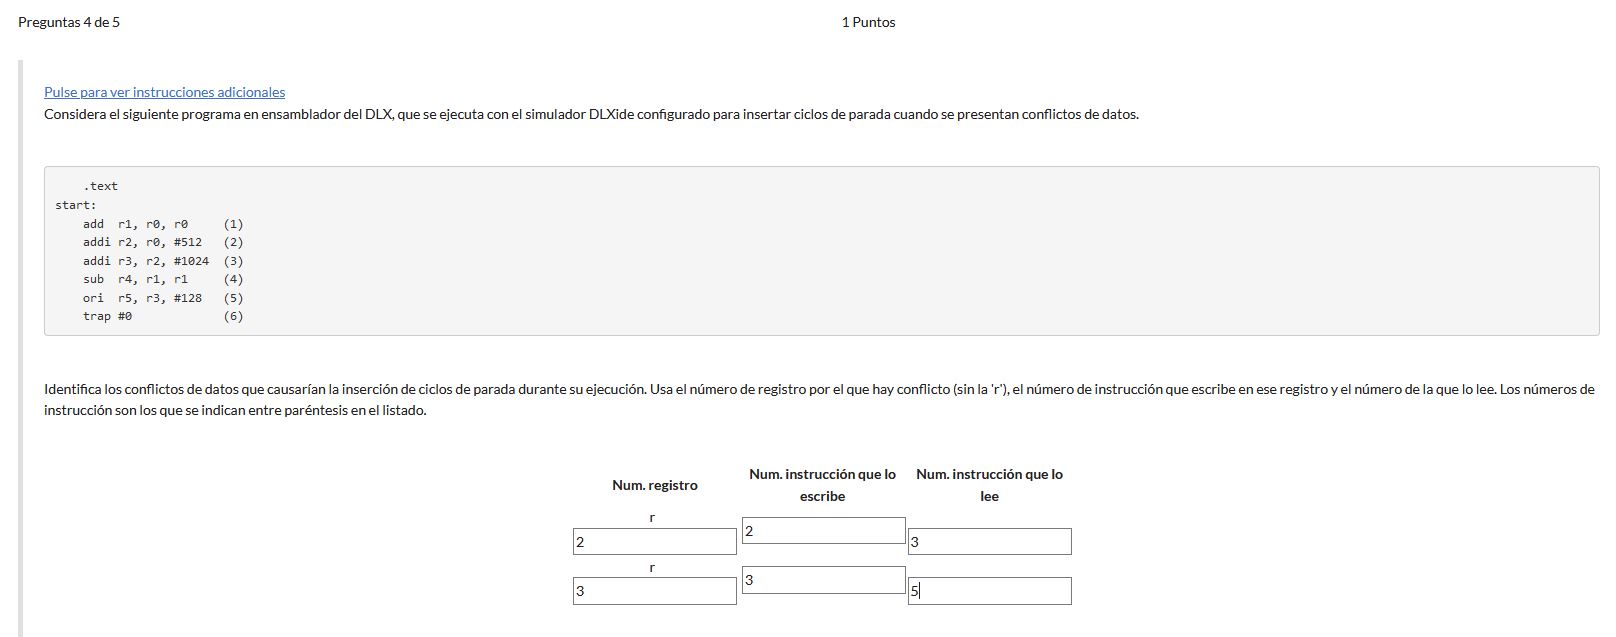 Preguntas 4 de 5
1 Puntos
Pulse para ver instrucciones adicionales
Considera el siguiente programa en ensamblador del DLX, que se ejecuta con el simulador DLXide configurado para insertar ciclos de parada cuando se presentan conflictos de datos.
.text
start:
add r1, r0, r0 (1)
addi r2, r0, #512 (2)
addi r3, r2, #1024 (3)
sub r4, r1, r1 (4)
ori r5, r3, #128 (5)
trap #0 (6)
Identifica los conflictos de datos que causarían la inserción de ciclos de parada durante su ejecución. Usa el número de registro por el que hay conflicto (sin la 'r'), el número de instrucción que escribe en ese registro y el número de la que lo lee. Los números de
instrucción son los que se indican entre paréntesis en el listado.
Num. registro
Num. instrucción que lo
escribe
Num. instrucción que lo
lee
r
2
2
3
r
3
3
5